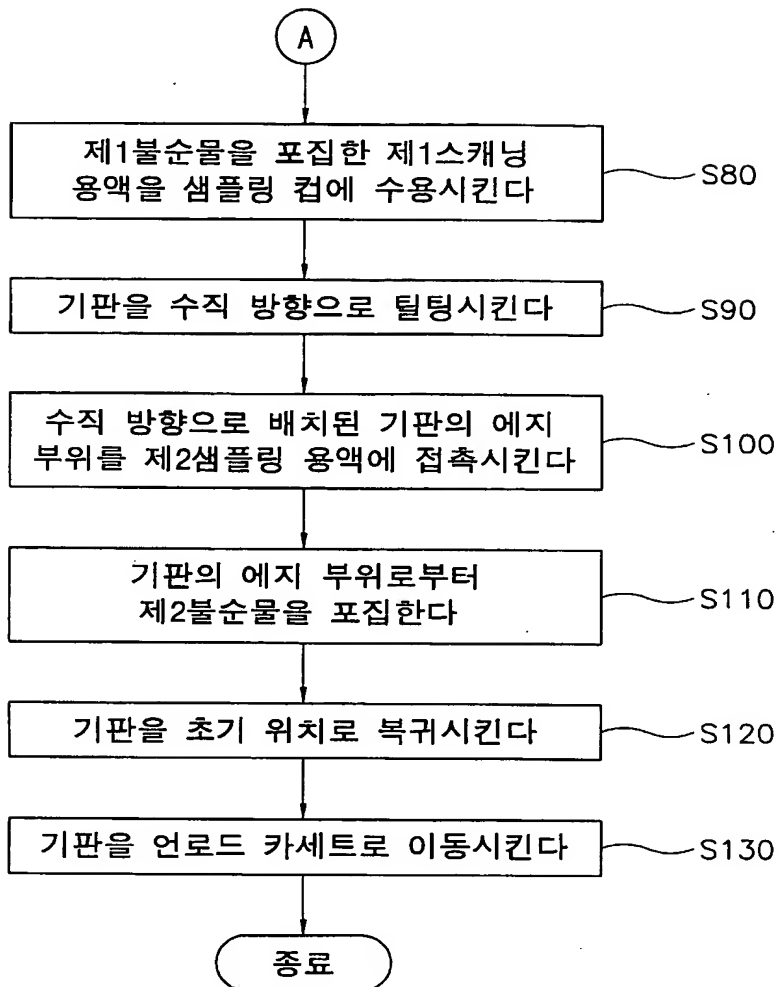 A
제1불순물을 포집한 제1스캐닝
용액을 샘플링 컵에 수용시킨다
S80
기판을 수직 방향으로 틸팅시킨다
S90
수직 방향으로 배치된 기판의 에지
부위를 제2샘플링 용액에 접촉시킨다
S100
기판의 에지 부위로부터
제2불순물을 포집한다
S110
기판을 초기 위치로 복귀시킨다
S120
기판을 언로드 카세트로 이동시킨다
S130
종료